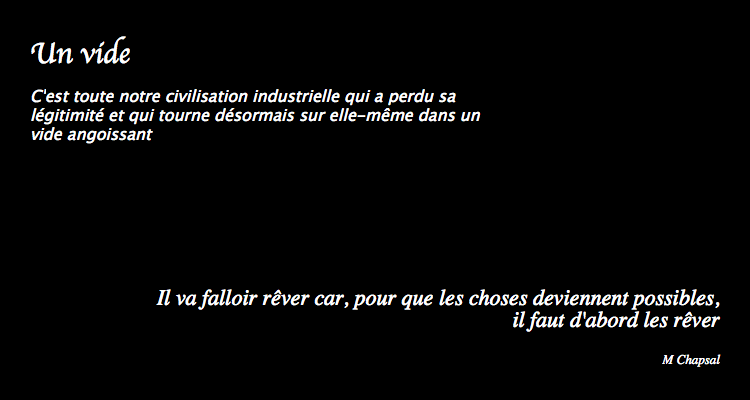 Un vide
C'est toute notre civilisation industrielle qui a perdu sa
légitimité et qui tourne désormais sur elle-même dans un
vide angoissant
Il va falloir rêver car, pour que les choses deviennent possibles,
il faut d'abord les rêver
M Chapsal